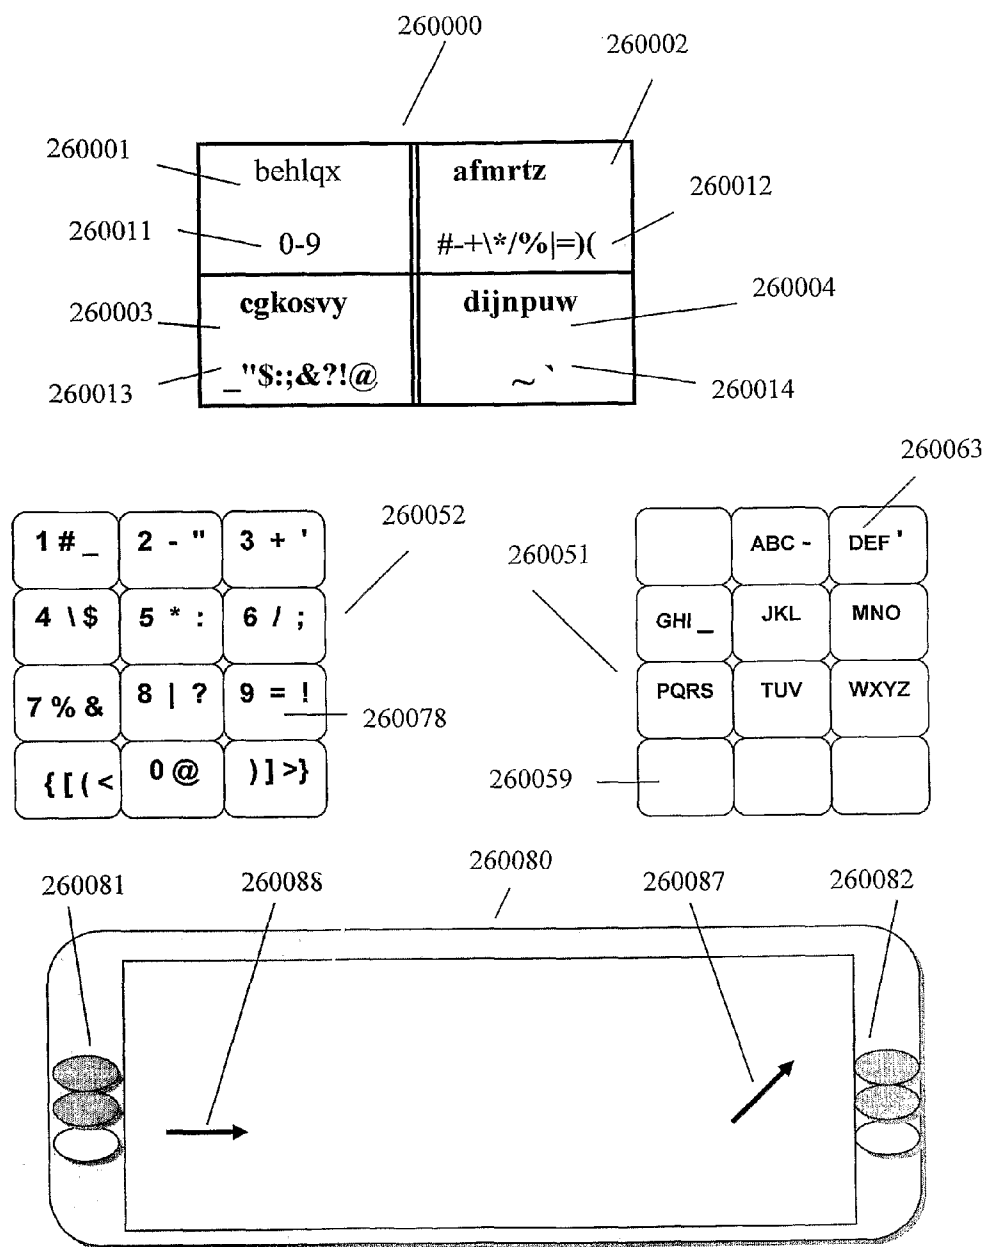 260000
260002
260001
behlqx
afmrtz
260012
260011
0-9
#-+\*/%|=)(
260003
cgkosvy
dijnpuw
260004
260013
_"$:;&?!@
~ `
260014
260063
260052
1 # _
2 - "
3 + '
260051
ABC -
DEF '
4 \ $
5 * :
6 / ;
GHI _
JKL
MNO
7 % &
8 | ?
9 = !
260078
PQRS
TUV
WXYZ
{ [ ( <
0 @
) ] > }
260059
260080
260081
260088
260087
260082